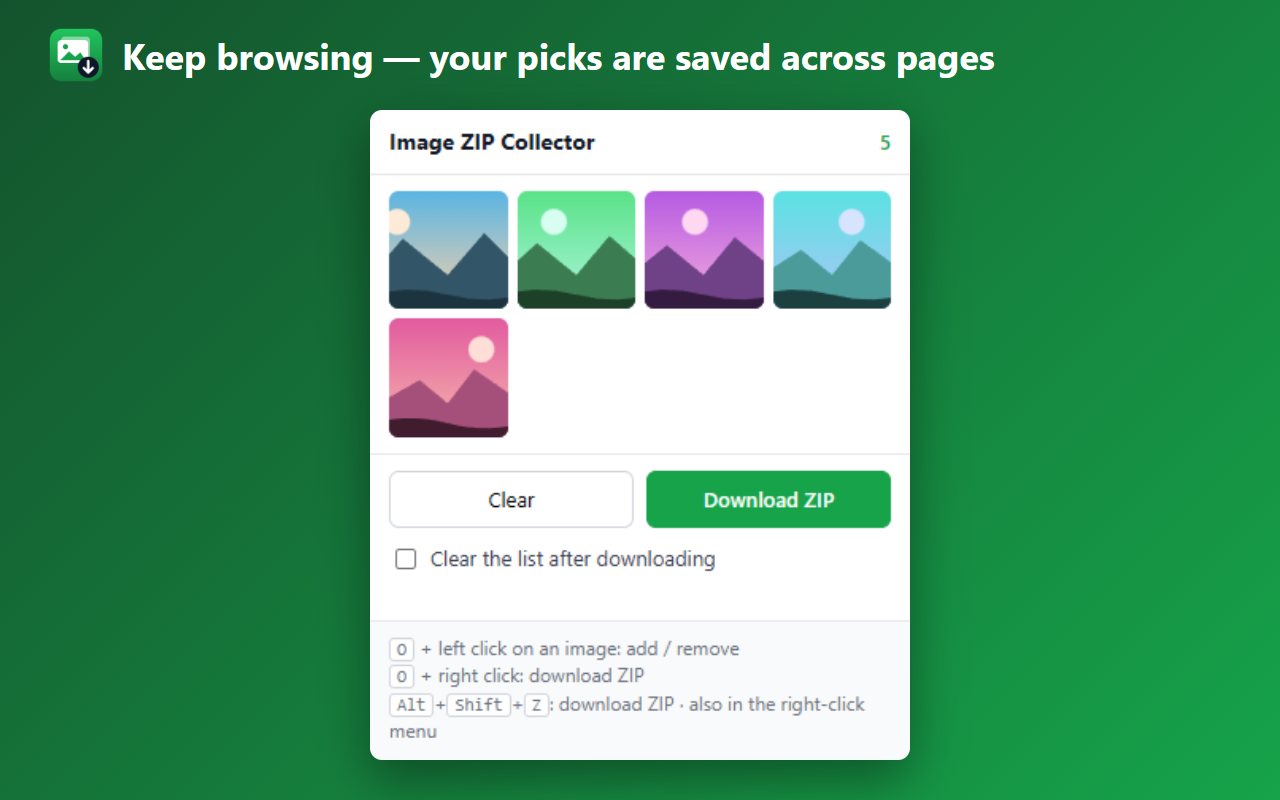 Keep browsing — your picks are saved across pages
Image ZIP Collector
5
Clear
Download ZIP
Clear the list after downloading
O + left click on an image: add / remove
O + right click: download ZIP
Alt+Shift+Z: download ZIP · also in the right-click
menu